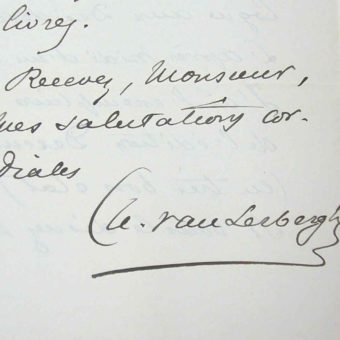 livres.
Recevez, Monsieur,
mes salutations cor-
diales
Ch. van Lerberghe